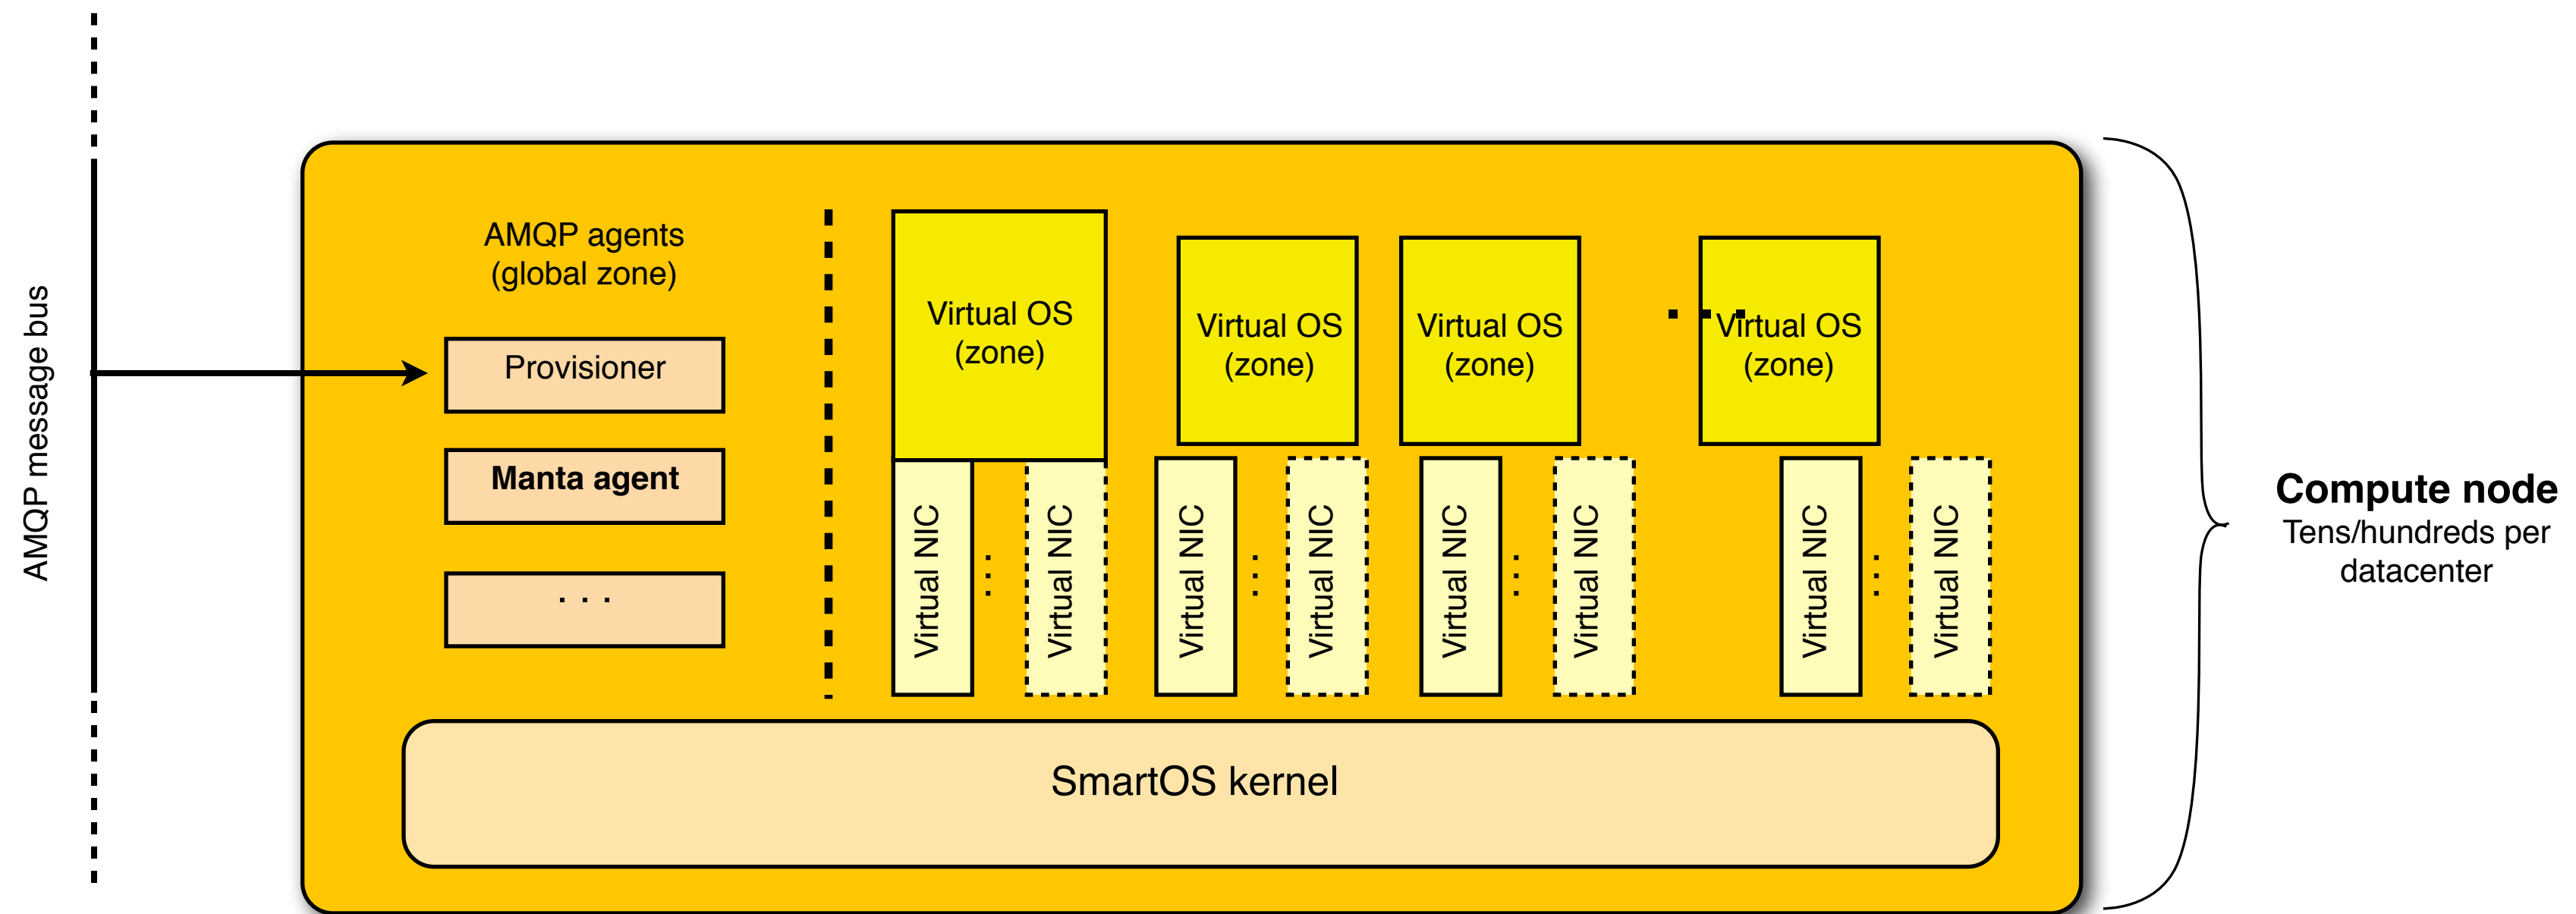 AMQP message bus
AMQP agents
(global zone)
Provisioner
Manta agent
. . .
Virtual OS
(zone)
Virtual OS
(zone)
Virtual OS
(zone)
. . .
Virtual OS
(zone)
Virtual NIC
...
Virtual NIC
Virtual NIC
...
Virtual NIC
Virtual NIC
...
Virtual NIC
Virtual NIC
...
Virtual NIC
SmartOS kernel
Compute node
Tens/hundreds per
datacenter